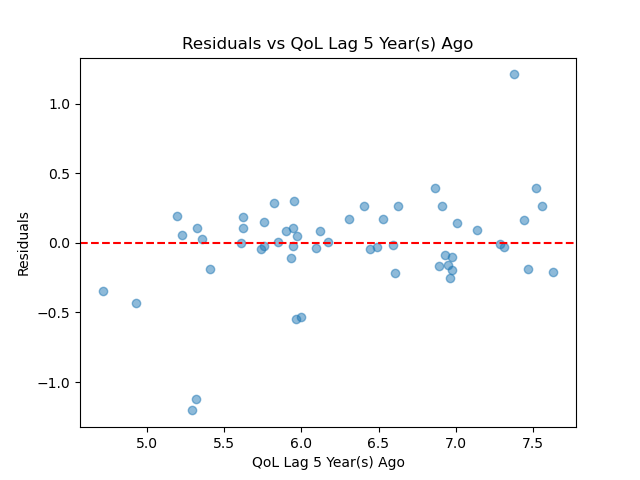 Residuals vs QoL Lag 5 Year(s) Ago
Residuals
1.0
0.5
0.0
−0.5
−1.0
5.0 5.5 6.0 6.5 7.0 7.5
QoL Lag 5 Year(s) Ago